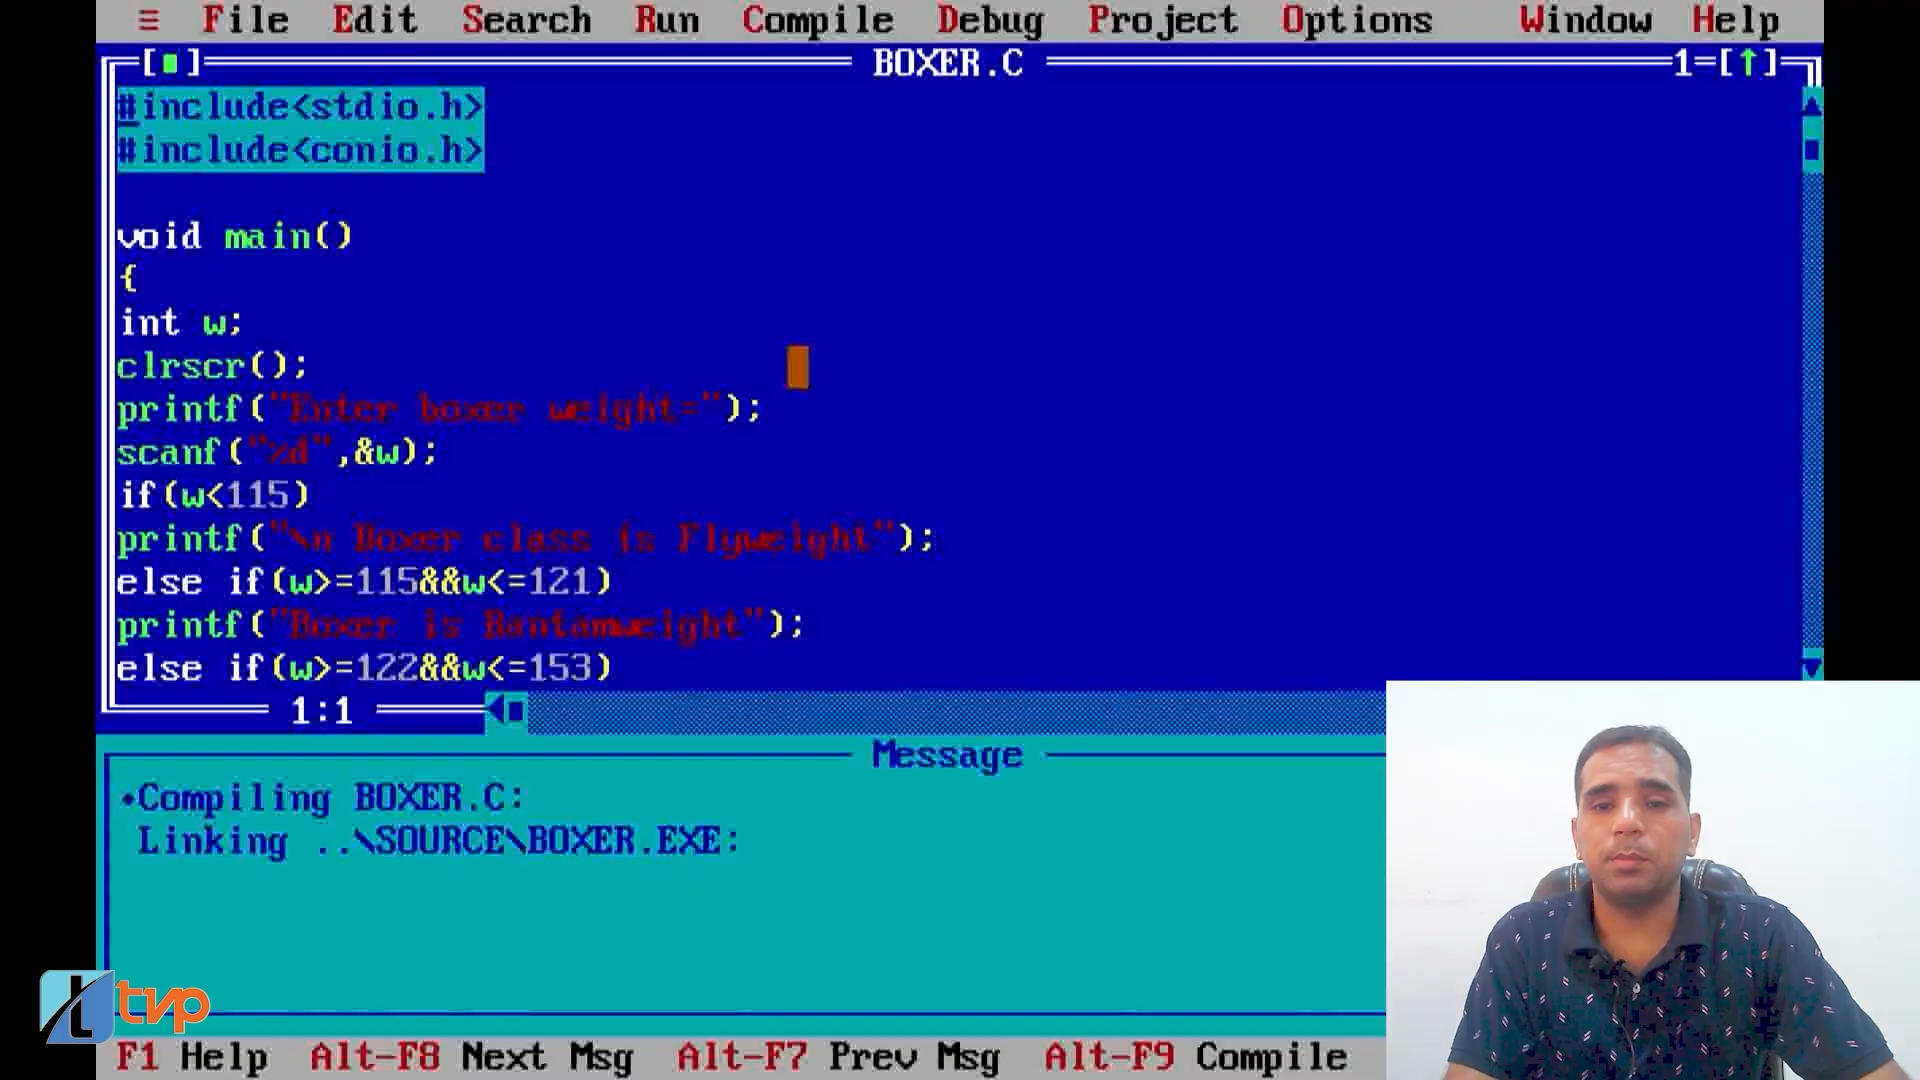 ≡ File Edit Search Run Compile Debug Project Options Window Help
[■] BOXER.C 1=[↑]
#include<stdio.h>
#include<conio.h>
void main()
{
int w;
clrscr();
printf("Enter boxer weight=");
scanf("%d",&w);
if(w<115)
printf("\n Boxer class is Flyweight");
else if(w>=115&&w<=121)
printf("Boxer is Bantamweight");
else if(w>=122&&w<=153)
1:1
Message
•Compiling BOXER.C:
Linking ..\SOURCE\BOXER.EXE:
t tvp
F1 Help Alt-F8 Next Msg Alt-F7 Prev Msg Alt-F9 Compile